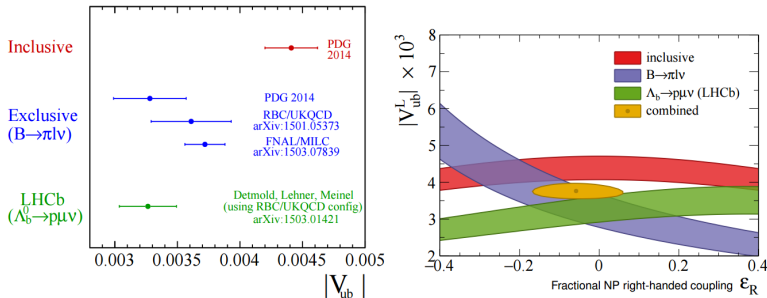 Inclusive
PDG
2014
Exclusive
(B→πlν)
PDG 2014
RBC/UKQCD
arXiv:1501.05373
FNAL/MILC
arXiv:1503.07839
LHCb
(Λ⁰b→pμν)
Detmold, Lehner, Meinel
(using RBC/UKQCD config)
arXiv:1503.01421
0.003 0.0035 0.004 0.0045 0.005
|Vub|
|VLub| × 10³
7
6
5
4
3
2
inclusive
B→πlν
Λb→pμν (LHCb)
combined
−0.4 −0.2 0 0.2 0.4
Fractional NP right-handed coupling εR